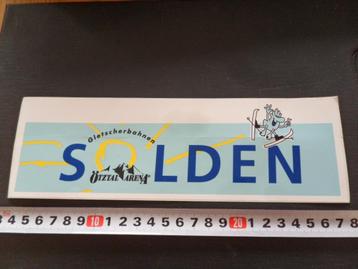 Gletscherbahnen
SÖLDEN
ÖTZTAL ARENA
3 4 5 6 7 8 9 10 1 2 3 4 5 6 7 8 9 20 1 2 3 4 5 6 7 8